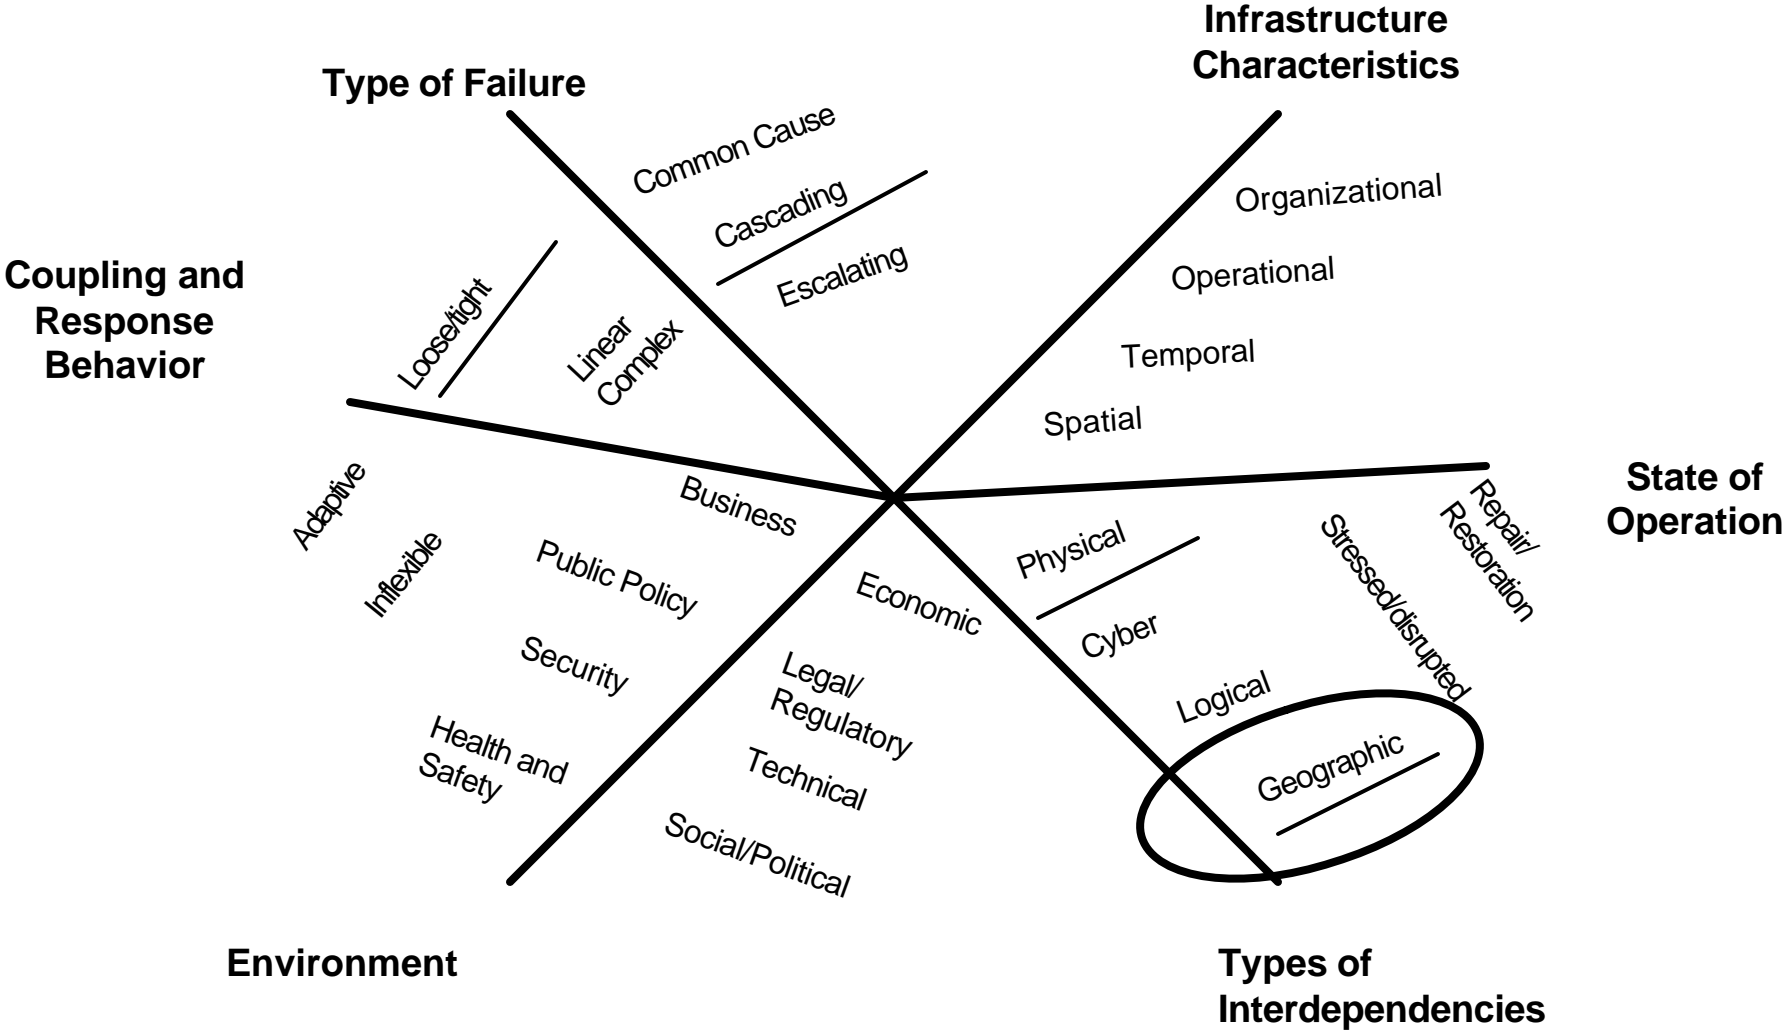 Infrastructure
Characteristics
Type of Failure
Common Cause
Cascading
Escalating
Organizational
Operational
Temporal
Spatial
Coupling and
Response
Behavior
Loose/tight
Linear
Complex
Adaptive
Inflexible
State of
Operation
Repair/
Restoration
Stressed/disrupted
Business
Public Policy
Security
Health and
Safety
Economic
Legal/
Regulatory
Technical
Social/Political
Physical
Cyber
Logical
Geographic
Environment
Types of
Interdependencies